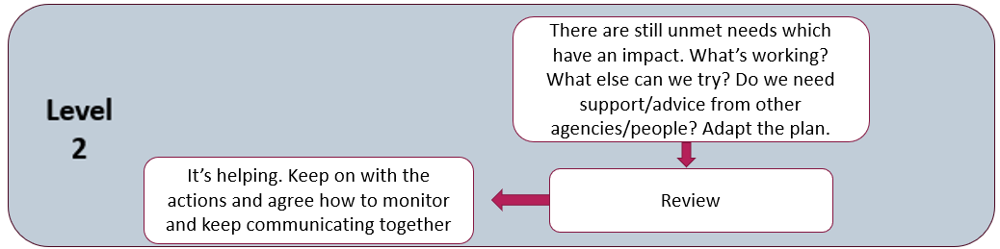 Level
2
There are still unmet needs which
have an impact. What’s working?
What else can we try? Do we need
support/advice from other
agencies/people? Adapt the plan.
Review
It’s helping. Keep on with the
actions and agree how to monitor
and keep communicating together